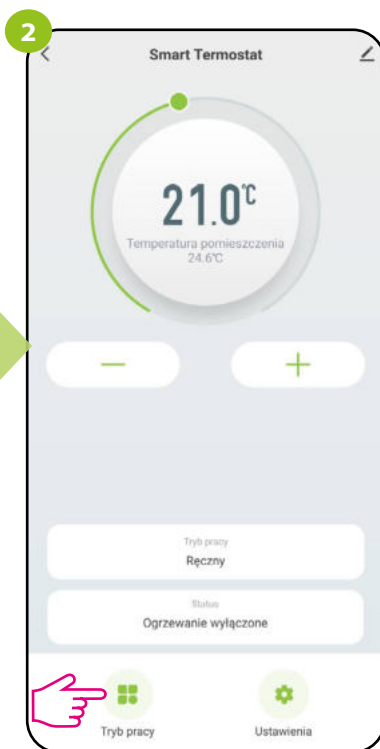 2
Smart Termostat
21.0°C
Temperatura pomieszczenia
24.6°C
Tryb pracy
Ręczny
Status
Ogrzewanie wyłączone
Tryb pracy
Ustawienia